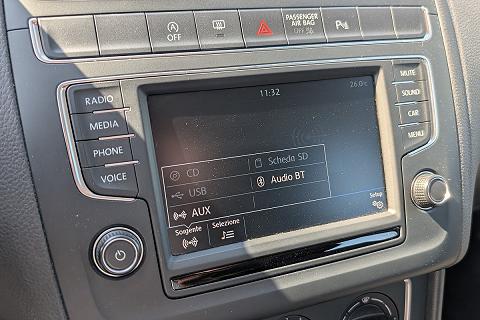 OFF
PASSENGER
AIR BAG
OFF
11:32
26.0°C
RADIO
MEDIA
PHONE
VOICE
MUTE
SOUND
CAR
MENU
CD
Scheda SD
USB
Audio BT
AUX
Setup
Sorgente
Selezione